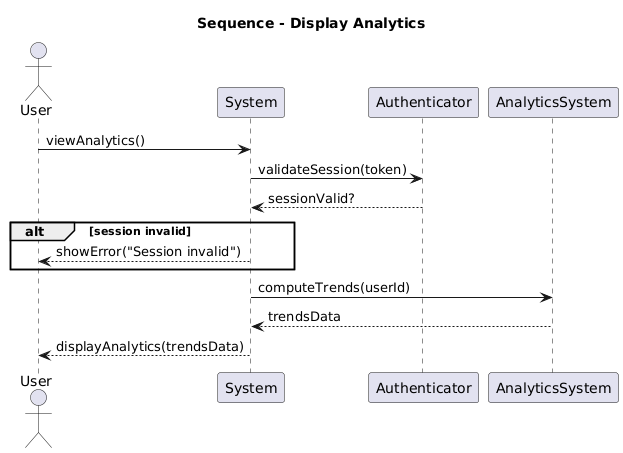 Sequence - Display Analytics
User
System
Authenticator
AnalyticsSystem
viewAnalytics()
validateSession(token)
sessionValid?
alt
[session invalid]
showError("Session invalid")
computeTrends(userId)
trendsData
displayAnalytics(trendsData)
User
System
Authenticator
AnalyticsSystem